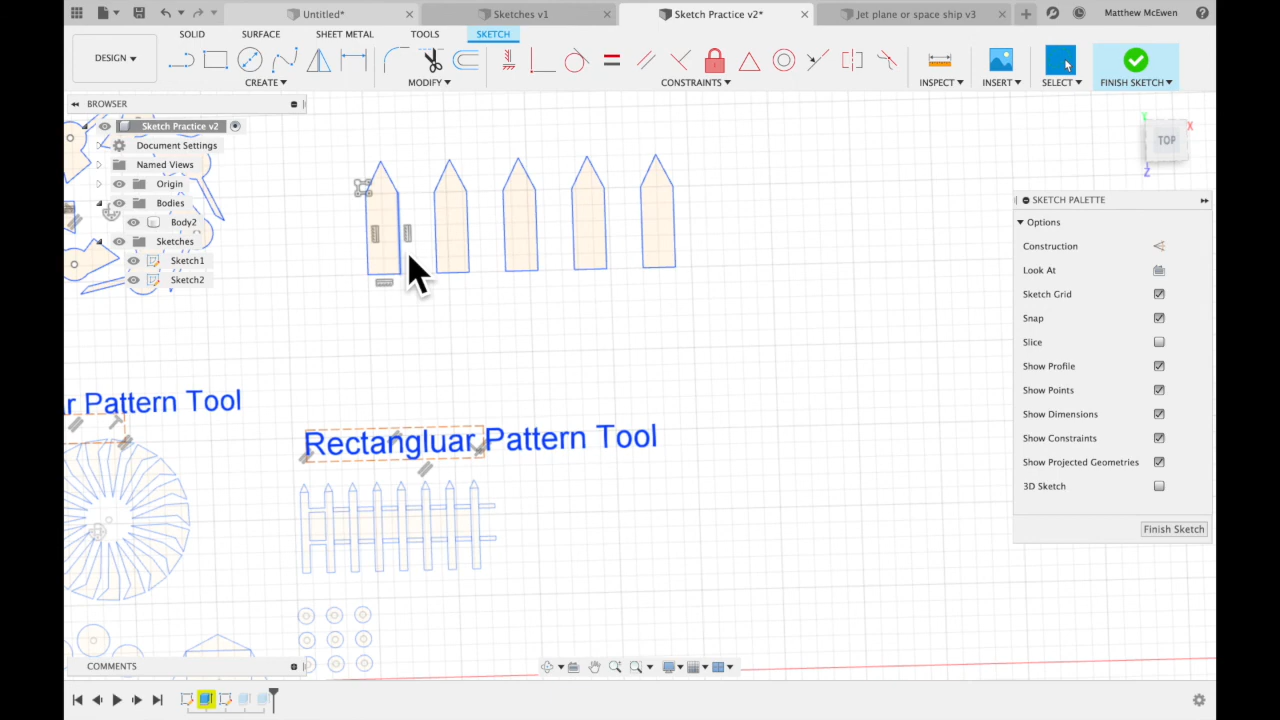 Untitled*
Sketches v1
Sketch Practice v2*
Jet plane or space ship v3
Matthew McEwen
DESIGN
SOLID
SURFACE
SHEET METAL
TOOLS
SKETCH
CREATE
MODIFY
CONSTRAINTS
INSPECT
INSERT
SELECT
FINISH SKETCH
BROWSER
Sketch Practice v2
Document Settings
Named Views
Origin
Bodies
Body2
Sketches
Sketch1
Sketch2
Y
X
TOP
Z
SKETCH PALETTE
Options
Construction
Look At
Sketch Grid
Snap
Slice
Show Profile
Show Points
Show Dimensions
Show Constraints
Show Projected Geometries
3D Sketch
Finish Sketch
r Pattern Tool
Rectangluar Pattern Tool
COMMENTS